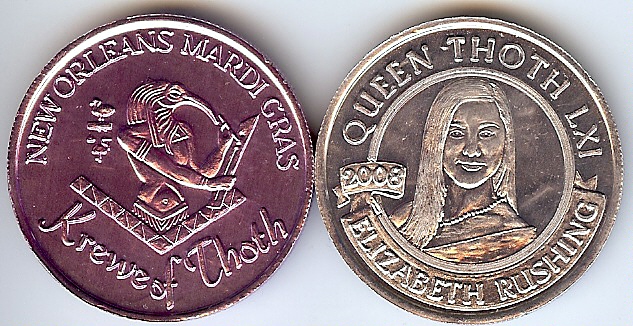 NEW ORLEANS MARDI GRAS
Krewe of Thoth
QUEEN THOTH LXI
2008
ELIZABETH RUSHING